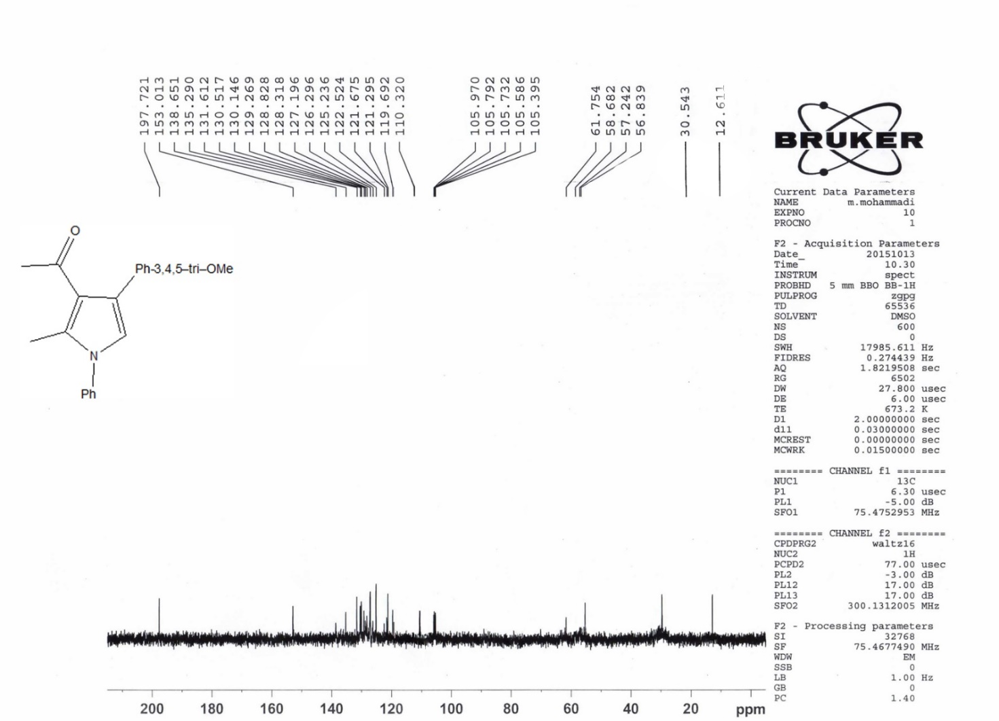 197.721
153.013
138.651
135.290
131.612
130.517
130.146
129.269
128.828
128.318
127.196
126.296
125.236
122.524
121.675
121.295
119.692
110.320
105.970
105.792
105.732
105.586
105.395
61.754
58.682
57.242
56.839
30.543
12.611
BRUKER
O
Ph-3,4,5-tri-OMe
N
Ph
Current Data Parameters
NAME m.mohammadi
EXPNO 10
PROCNO 1
F2 - Acquisition Parameters
Date_ 20151013
Time 10.30
INSTRUM spect
PROBHD 5 mm BBO BB-1H
PULPROG zgpg
TD 65536
SOLVENT DMSO
NS 600
DS 0
SWH 17985.611 Hz
FIDRES 0.274439 Hz
AQ 1.8219508 sec
RG 6502
DW 27.800 usec
DE 6.00 usec
TE 673.2 K
D1 2.00000000 sec
d11 0.03000000 sec
MCREST 0.00000000 sec
MCWRK 0.01500000 sec
======== CHANNEL f1 ========
NUC1 13C
P1 6.30 usec
PL1 -5.00 dB
SFO1 75.4752953 MHz
======== CHANNEL f2 ========
CPDPRG2 waltz16
NUC2 1H
PCPD2 77.00 usec
PL2 -3.00 dB
PL12 17.00 dB
PL13 17.00 dB
SFO2 300.1312005 MHz
F2 - Processing parameters
SI 32768
SF 75.4677490 MHz
WDW EM
SSB 0
LB 1.00 Hz
GB 0
PC 1.40
200 180 160 140 120 100 80 60 40 20 ppm